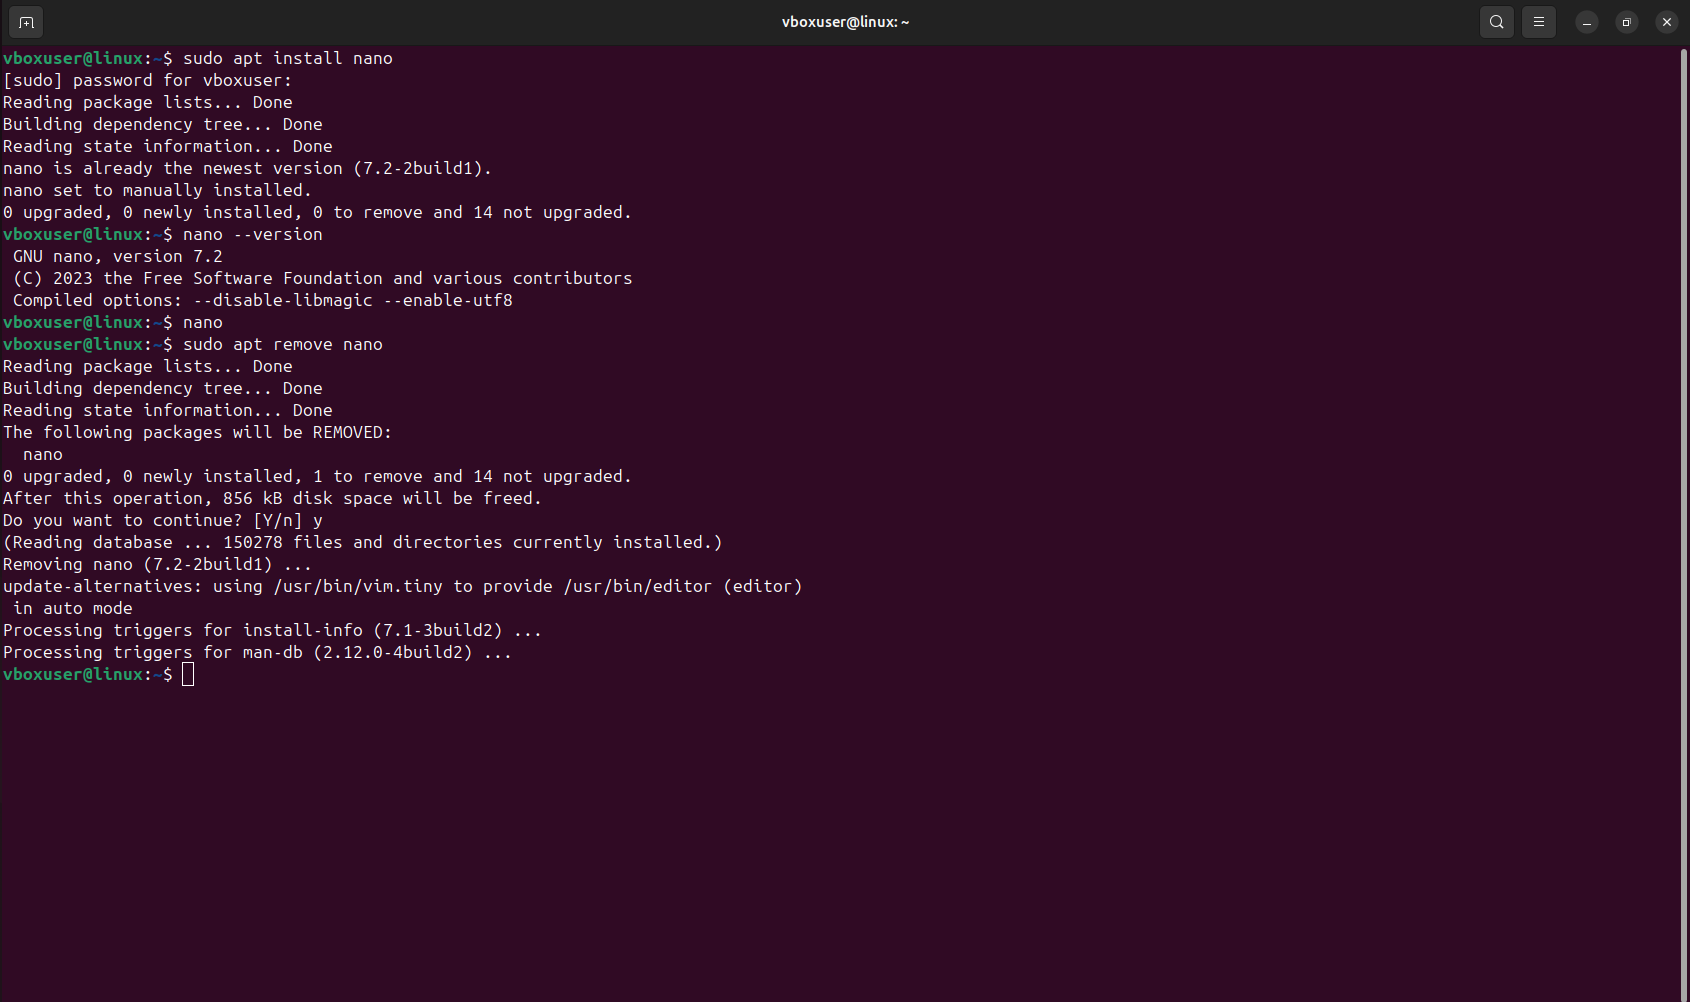 vboxuser@linux: ~
vboxuser@linux:~$ sudo apt install nano
[sudo] password for vboxuser:
Reading package lists... Done
Building dependency tree... Done
Reading state information... Done
nano is already the newest version (7.2-2build1).
nano set to manually installed.
0 upgraded, 0 newly installed, 0 to remove and 14 not upgraded.
vboxuser@linux:~$ nano --version
 GNU nano, version 7.2
 (C) 2023 the Free Software Foundation and various contributors
 Compiled options: --disable-libmagic --enable-utf8
vboxuser@linux:~$ nano
vboxuser@linux:~$ sudo apt remove nano
Reading package lists... Done
Building dependency tree... Done
Reading state information... Done
The following packages will be REMOVED:
  nano
0 upgraded, 0 newly installed, 1 to remove and 14 not upgraded.
After this operation, 856 kB disk space will be freed.
Do you want to continue? [Y/n] y
(Reading database ... 150278 files and directories currently installed.)
Removing nano (7.2-2build1) ...
update-alternatives: using /usr/bin/vim.tiny to provide /usr/bin/editor (editor)
 in auto mode
Processing triggers for install-info (7.1-3build2) ...
Processing triggers for man-db (2.12.0-4build2) ...
vboxuser@linux:~$